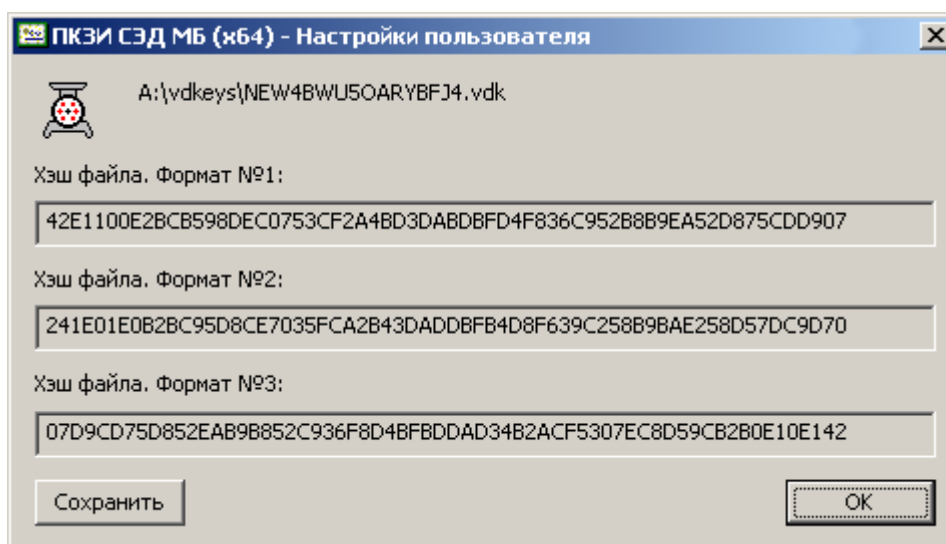 ПКЗИ СЭД МБ (x64) - Настройки пользователя
A:\vdkeys\NEW4BWU5OARYBFJ4.vdk
Хэш файла. Формат №1:
42E1100E2BCB598DEC0753CF2A4BD3DABDBFD4F836C952B8B9EA52D875CDD907
Хэш файла. Формат №2:
241E01E0B2BC95D8CE7035FCA2B43DADDBFB4D8F639C258B9BAE258D57DC9D70
Хэш файла. Формат №3:
07D9CD75D852EAB9B852C936F8D4BFBDDAD34B2ACF5307EC8D59CB2B0E10E142
Сохранить
OK